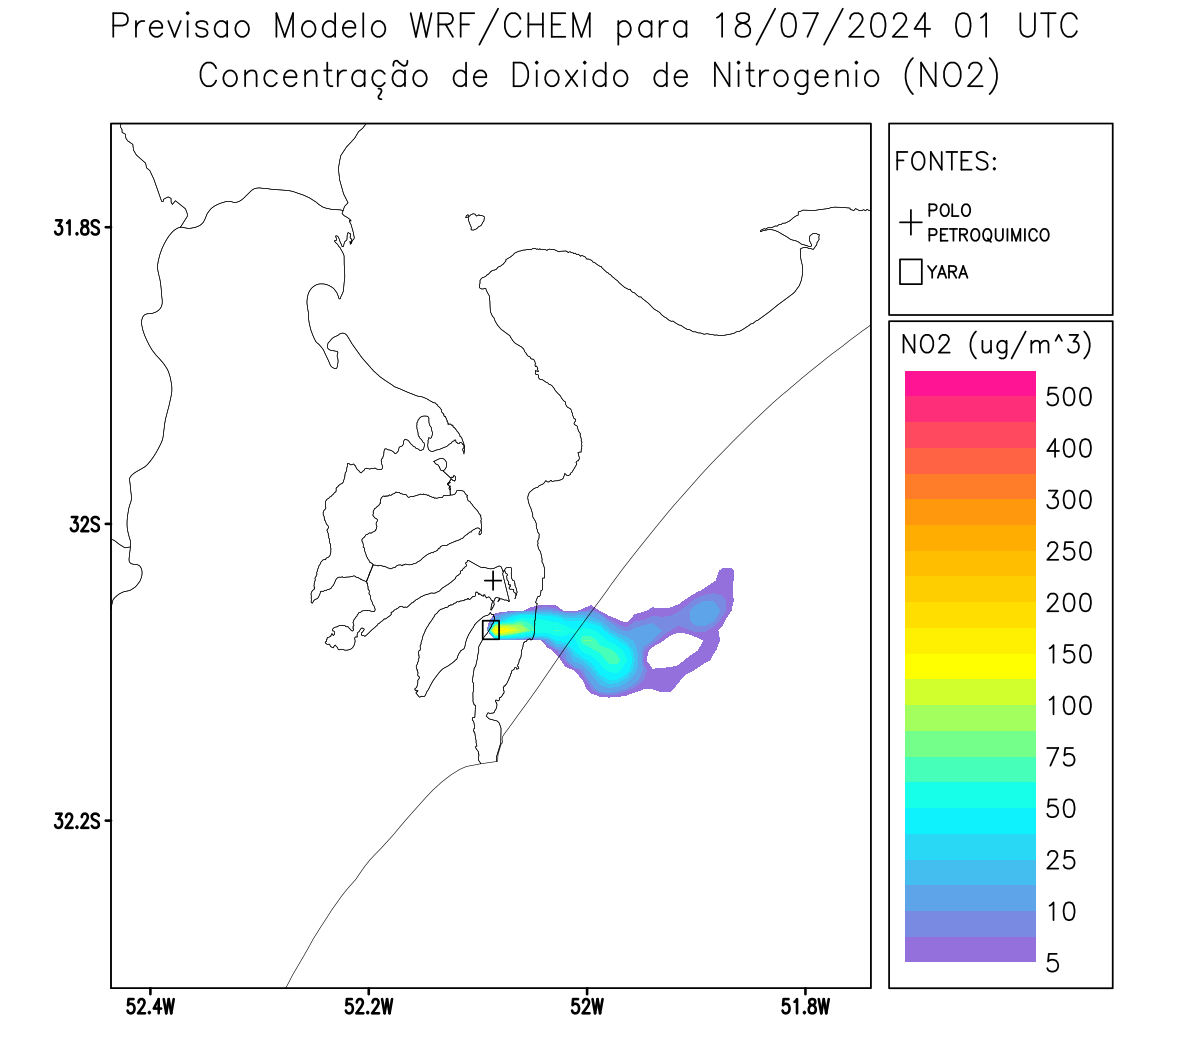 Previsao Modelo WRF/CHEM para 18/07/2024 01 UTC
Concentração de Dioxido de Nitrogenio (NO2)
FONTES:
POLO
PETROQUIMICO
YARA
NO2 (ug/m^3)
500
400
300
250
200
150
100
75
50
25
10
5
31.8S
32S
32.2S
52.4W
52.2W
52W
51.8W